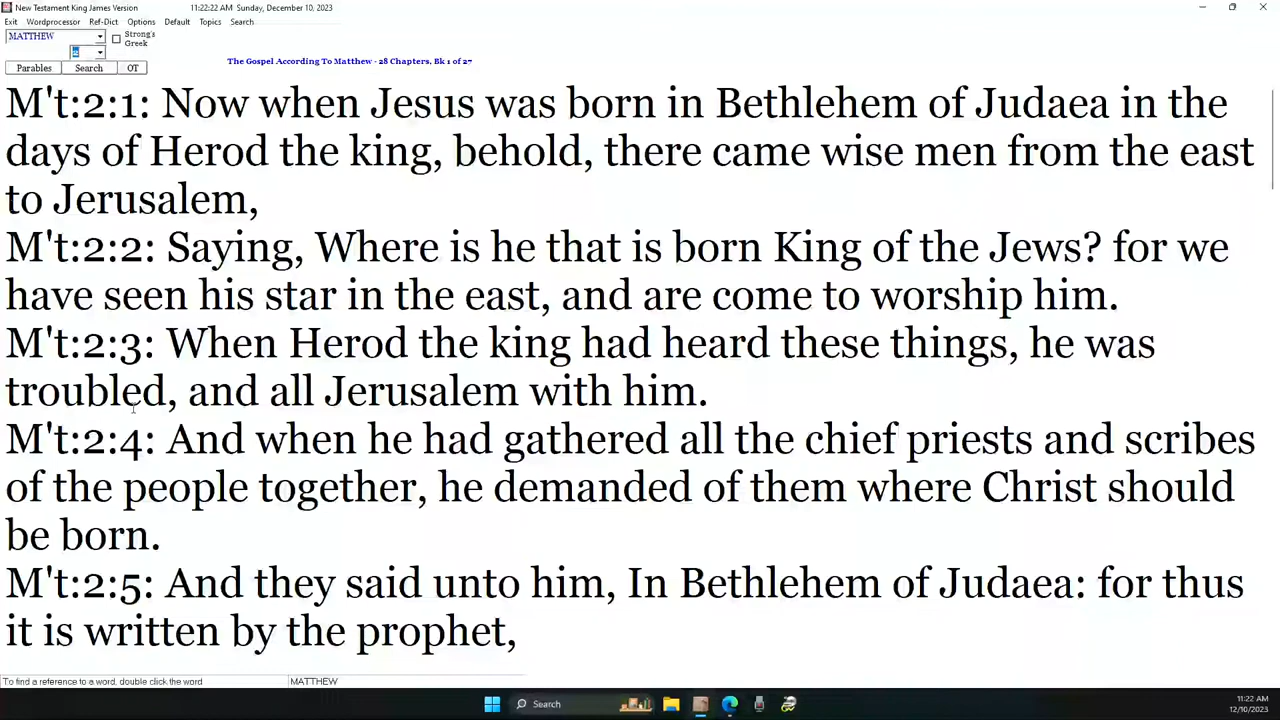 New Testament King James Version 11:22:22 AM Sunday, December 10, 2023
Exit Wordprocessor Ref-Dict Options Default Topics Search
MATTHEW Strong's
Greek
2
The Gospel According To Matthew - 28 Chapters, Bk 1 of 27
Parables Search OT
M't:2:1: Now when Jesus was born in Bethlehem of Judaea in the
days of Herod the king, behold, there came wise men from the east
to Jerusalem,
M't:2:2: Saying, Where is he that is born King of the Jews? for we
have seen his star in the east, and are come to worship him.
M't:2:3: When Herod the king had heard these things, he was
troubled, and all Jerusalem with him.
M't:2:4: And when he had gathered all the chief priests and scribes
of the people together, he demanded of them where Christ should
be born.
M't:2:5: And they said unto him, In Bethlehem of Judaea: for thus
it is written by the prophet,
To find a reference to a word, double click the word MATTHEW
Search
11:22 AM
12/10/2023